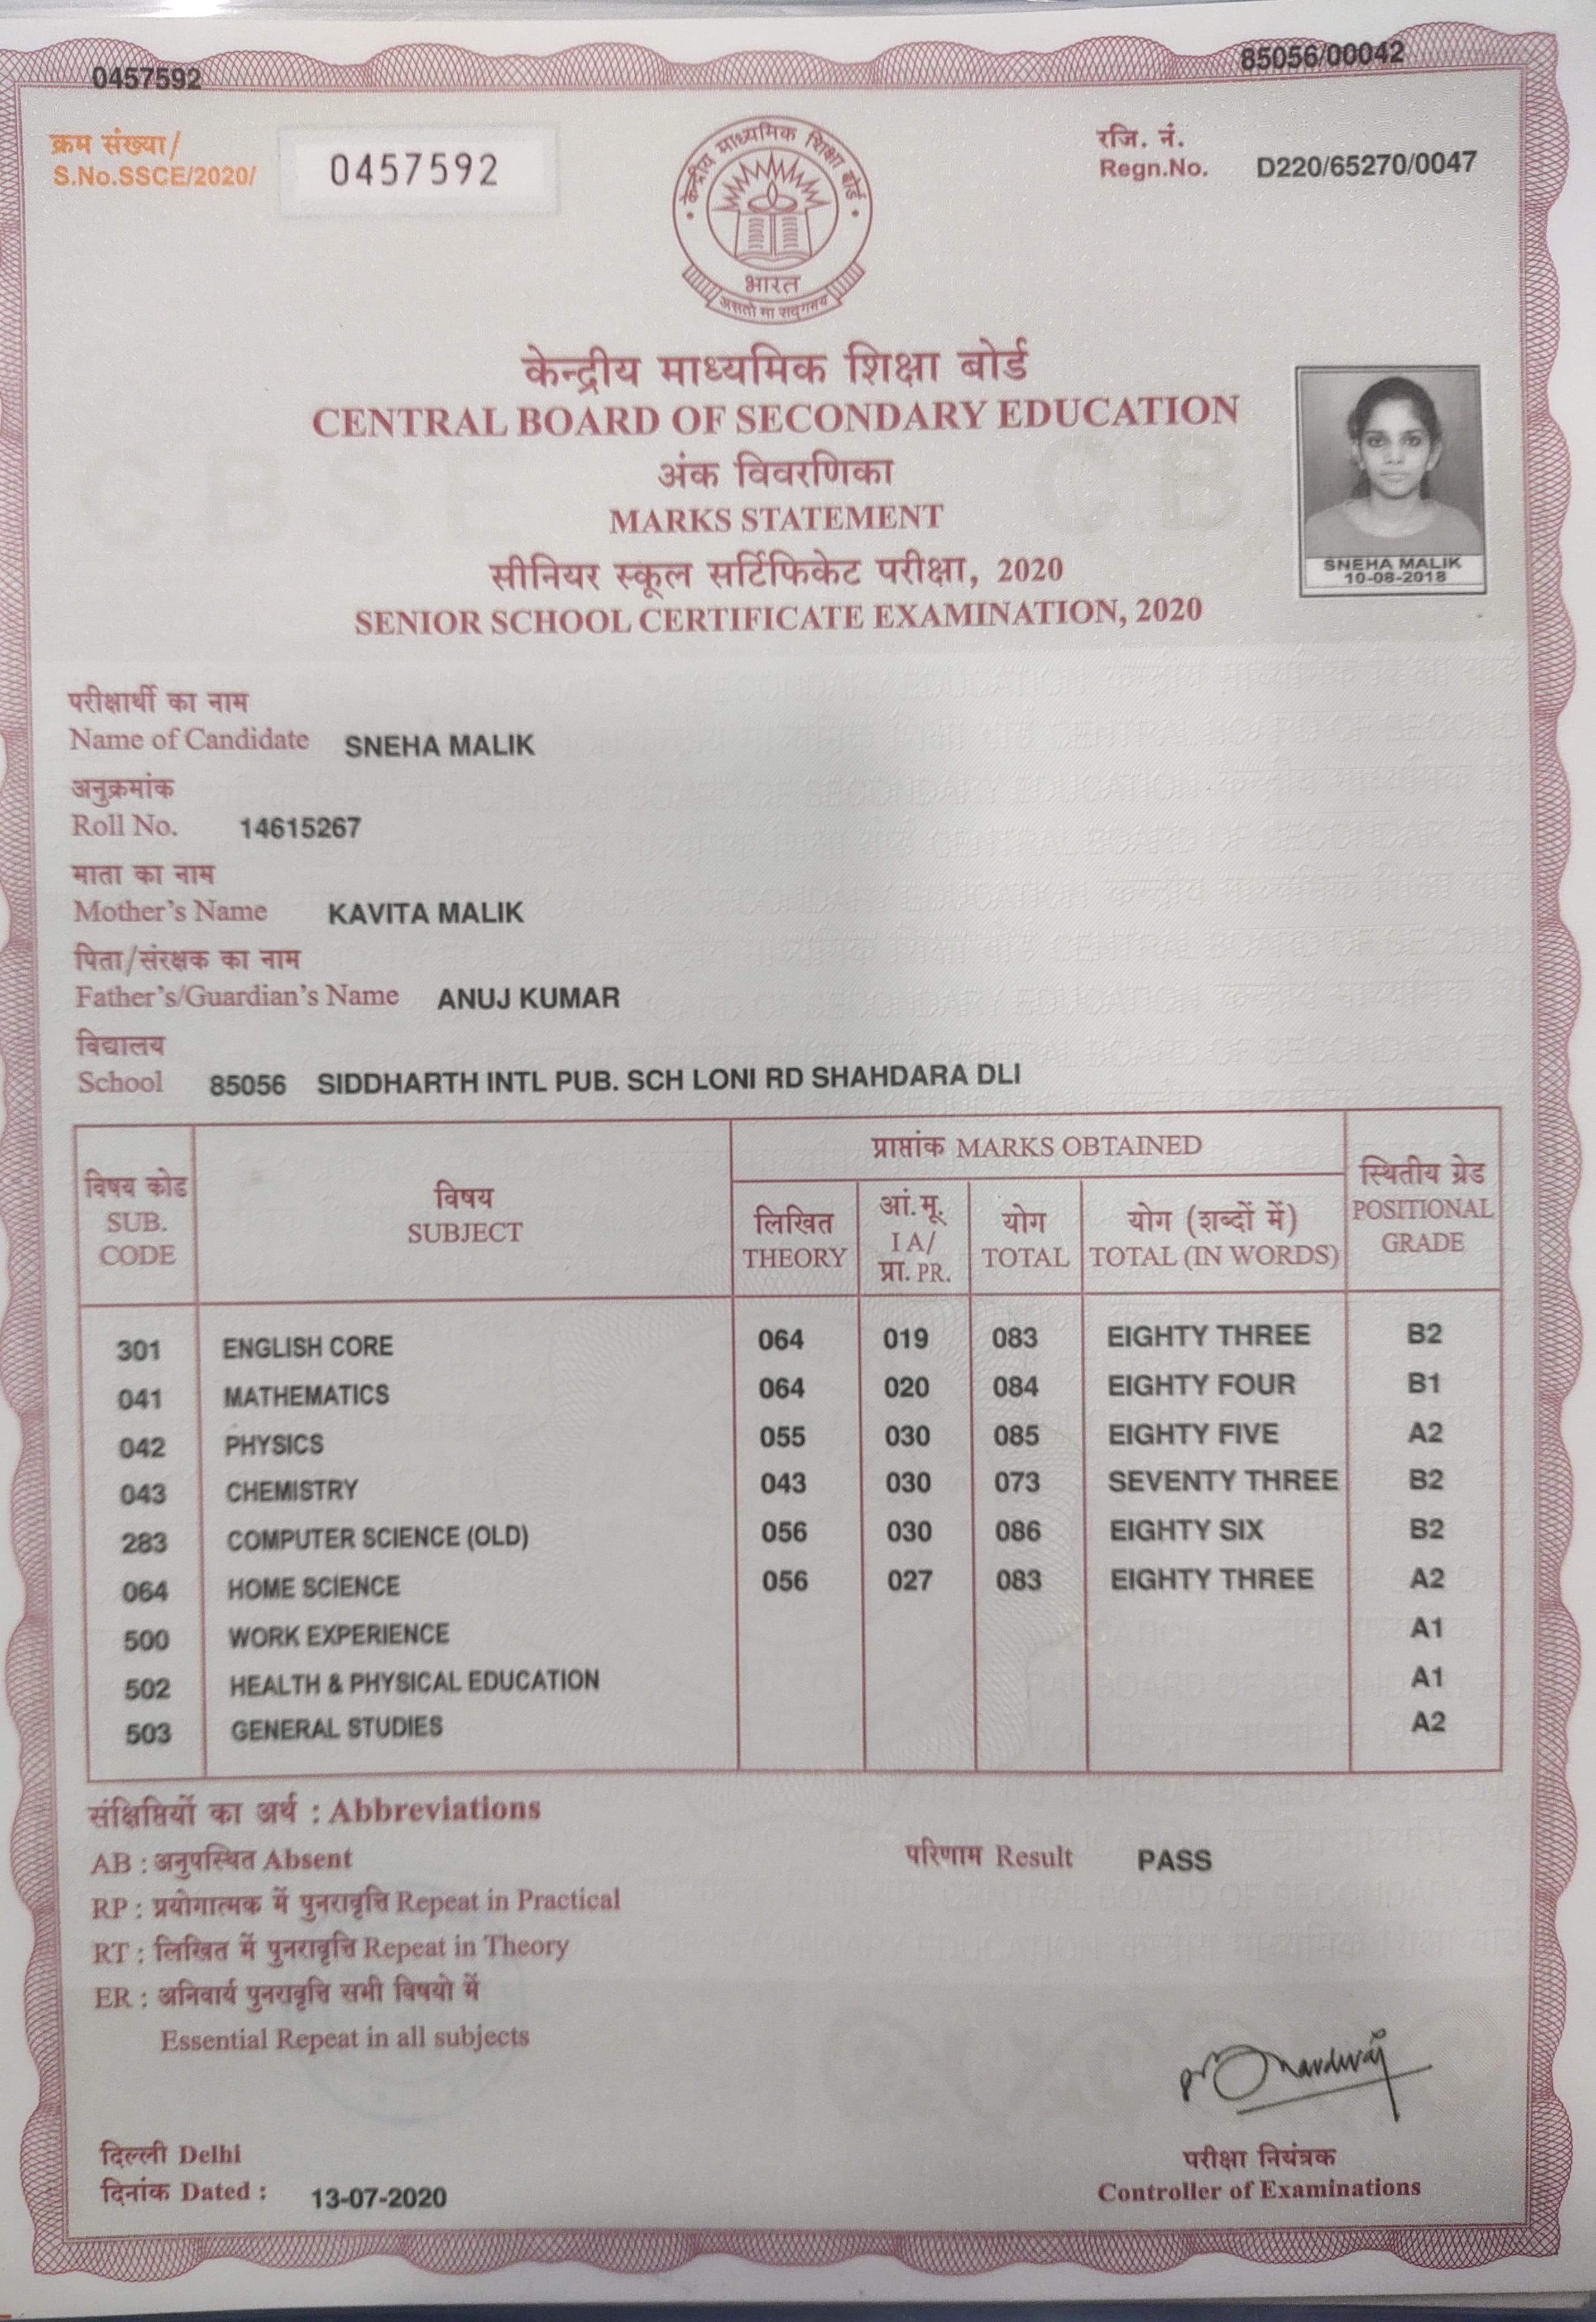 0457592
85056/00042
क्रम संख्या/
S.No.SSCE/2020/
0457592
केन्द्रीय माध्यमिक शिक्षा बोर्ड
भारत
असतो मा सद्गमय
रजि. नं.
Regn.No. D220/65270/0047
केन्द्रीय माध्यमिक शिक्षा बोर्ड
CENTRAL BOARD OF SECONDARY EDUCATION
अंक विवरणिका
MARKS STATEMENT
सीनियर स्कूल सर्टिफिकेट परीक्षा, 2020
SENIOR SCHOOL CERTIFICATE EXAMINATION, 2020
SNEHA MALIK
10-08-2018
परीक्षार्थी का नाम
Name of Candidate SNEHA MALIK
अनुक्रमांक
Roll No. 14615267
माता का नाम
Mother's Name KAVITA MALIK
पिता/संरक्षक का नाम
Father's/Guardian's Name ANUJ KUMAR
विद्यालय
School 85056 SIDDHARTH INTL PUB. SCH LONI RD SHAHDARA DLI
विषय कोड
SUB.
CODE
विषय
SUBJECT
प्राप्तांक MARKS OBTAINED
लिखित
THEORY
आं.मू.
I A/
प्रा. PR.
योग
TOTAL
योग (शब्दों में)
TOTAL (IN WORDS)
स्थितीय ग्रेड
POSITIONAL
GRADE
301 ENGLISH CORE 064 019 083 EIGHTY THREE B2
041 MATHEMATICS 064 020 084 EIGHTY FOUR B1
042 PHYSICS 055 030 085 EIGHTY FIVE A2
043 CHEMISTRY 043 030 073 SEVENTY THREE B2
283 COMPUTER SCIENCE (OLD) 056 030 086 EIGHTY SIX B2
064 HOME SCIENCE 056 027 083 EIGHTY THREE A2
500 WORK EXPERIENCE A1
502 HEALTH & PHYSICAL EDUCATION A1
503 GENERAL STUDIES A2
संक्षिप्तियों का अर्थ : Abbreviations
AB : अनुपस्थित Absent
परिणाम Result PASS
RP : प्रयोगात्मक में पुनरावृत्ति Repeat in Practical
RT : लिखित में पुनरावृत्ति Repeat in Theory
ER : अनिवार्य पुनरावृत्ति सभी विषयो में
Essential Repeat in all subjects
दिल्ली Delhi
दिनांक Dated : 13-07-2020
परीक्षा नियंत्रक
Controller of Examinations